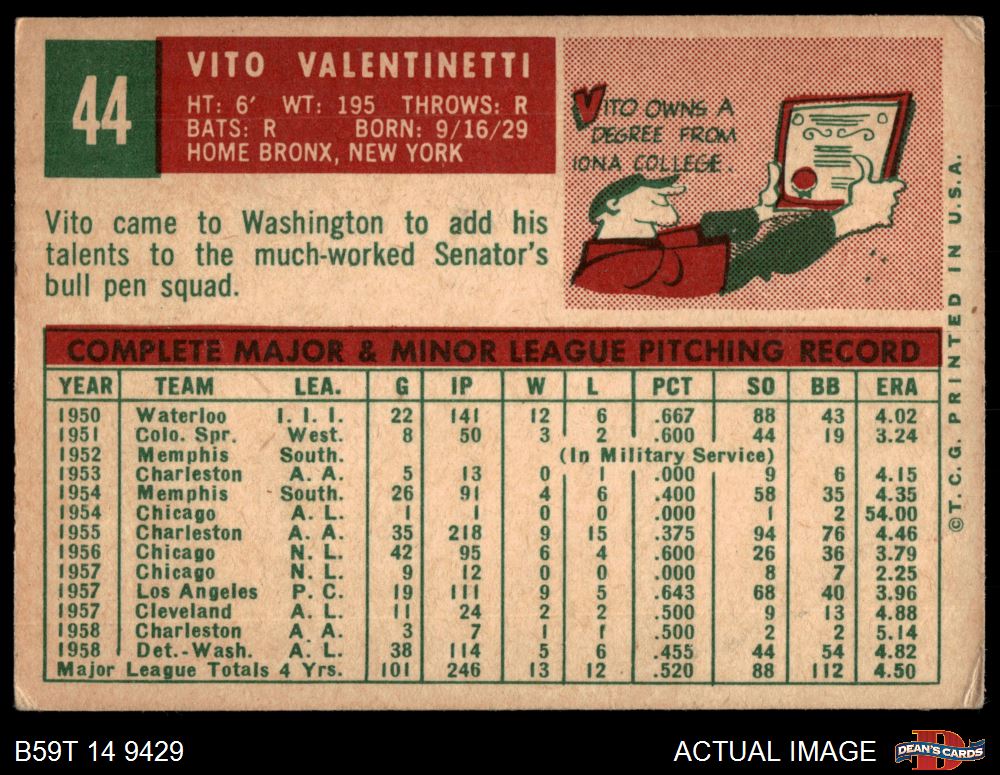 44
VITO VALENTINETTI
HT: 6' WT: 195 THROWS: R
BATS: R BORN: 9/16/29
HOME BRONX, NEW YORK
VITO OWNS A
DEGREE FROM
IONA COLLEGE.
Vito came to Washington to add his
talents to the much-worked Senator's
bull pen squad.
COMPLETE MAJOR & MINOR LEAGUE PITCHING RECORD
YEAR TEAM LEA. G IP W L PCT SO BB ERA
1950 Waterloo I. I. I. 22 141 12 6 .667 88 43 4.02
1951 Colo. Spr. West. 8 50 3 2 .600 44 19 3.24
1952 Memphis South. (In Military Service)
1953 Charleston A. A. 5 13 0 1 .000 9 6 4.15
1954 Memphis South. 26 91 4 6 .400 58 35 4.35
1954 Chicago A. L. 1 1 0 0 .000 1 2 54.00
1955 Charleston A. A. 35 218 9 15 .375 94 76 4.46
1956 Chicago N. L. 42 95 6 4 .600 26 36 3.79
1957 Chicago N. L. 9 12 0 0 .000 8 7 2.25
1957 Los Angeles P. C. 19 111 9 5 .643 68 40 3.96
1957 Cleveland A. L. 11 24 2 2 .500 9 13 4.88
1958 Charleston A. A. 3 7 1 1 .500 2 2 5.14
1958 Det.-Wash. A. L. 38 114 5 6 .455 44 54 4.82
Major League Totals 4 Yrs. 101 246 13 12 .520 88 112 4.50
©T.C.G. PRINTED IN U.S.A.
B59T 14 9429
ACTUAL IMAGE
DEAN'S CARDS